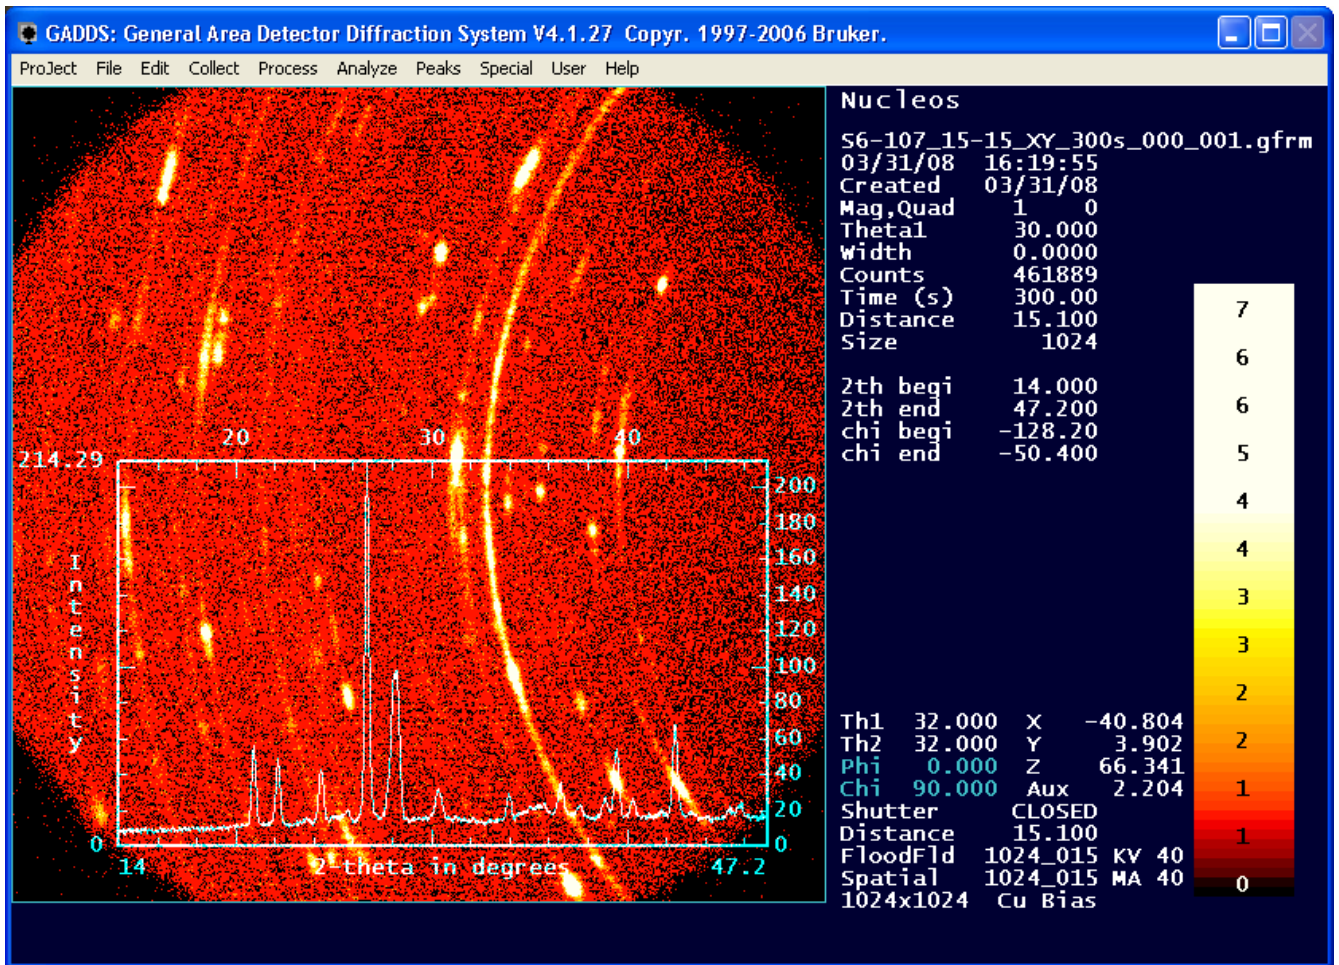 GADDS: General Area Detector Diffraction System V4.1.27 Copyr. 1997-2006 Bruker.
ProJect File Edit Collect Process Analyze Peaks Special User Help
Nucleos
S6-107_15-15_XY_300s_000_001.gfrm
03/31/08 16:19:55
Created 03/31/08
Mag,Quad 1 0
Theta1 30.000
Width 0.0000
Counts 461889
Time (s) 300.00
Distance 15.100
Size 1024
2th begi 14.000
2th end 47.200
chi begi -128.20
chi end -50.400
Th1 32.000 X -40.804
Th2 32.000 Y 3.902
Phi 0.000 Z 66.341
Chi 90.000 Aux 2.204
Shutter CLOSED
Distance 15.100
FloodFld 1024_015 KV 40
Spatial 1024_015 MA 40
1024x1024 Cu Bias
7
6
6
5
4
4
3
3
2
2
1
1
0
20 30 40
214.29
200
180
160
140
120
100
80
60
40
20
0
Intensity
0
14 2-theta in degrees 47.2